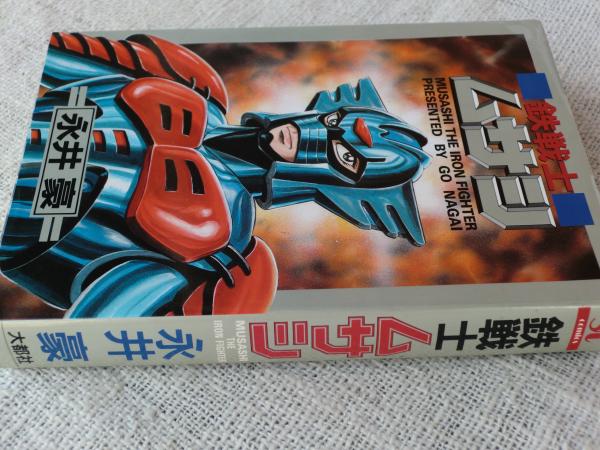 鉄戦士
ムサシ
MUSASHI THE IRON FIGHTER
PRESENTED BY GO NAGAI
永井豪
鉄戦士
ムサシ
MUSASHI
THE
IRON FIGHTER
永井豪
大都社
COMICS